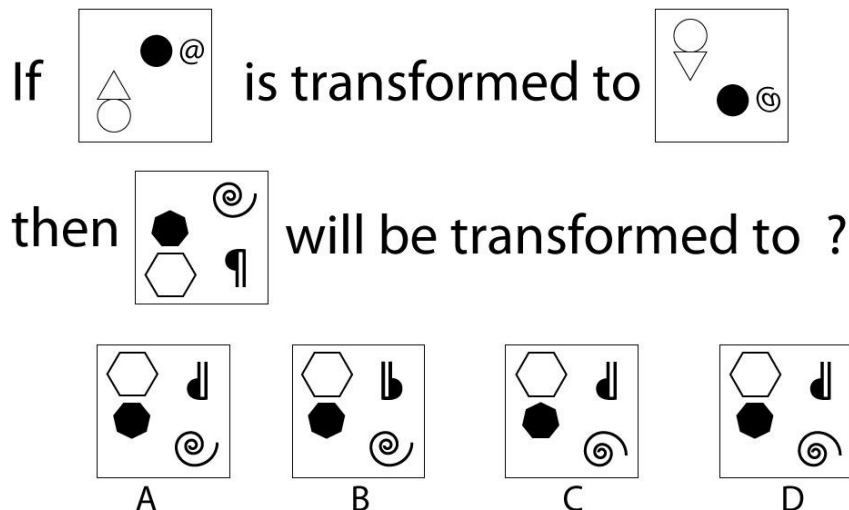 If @ is transformed to @
then ¶ will be transformed to ?
A B C D